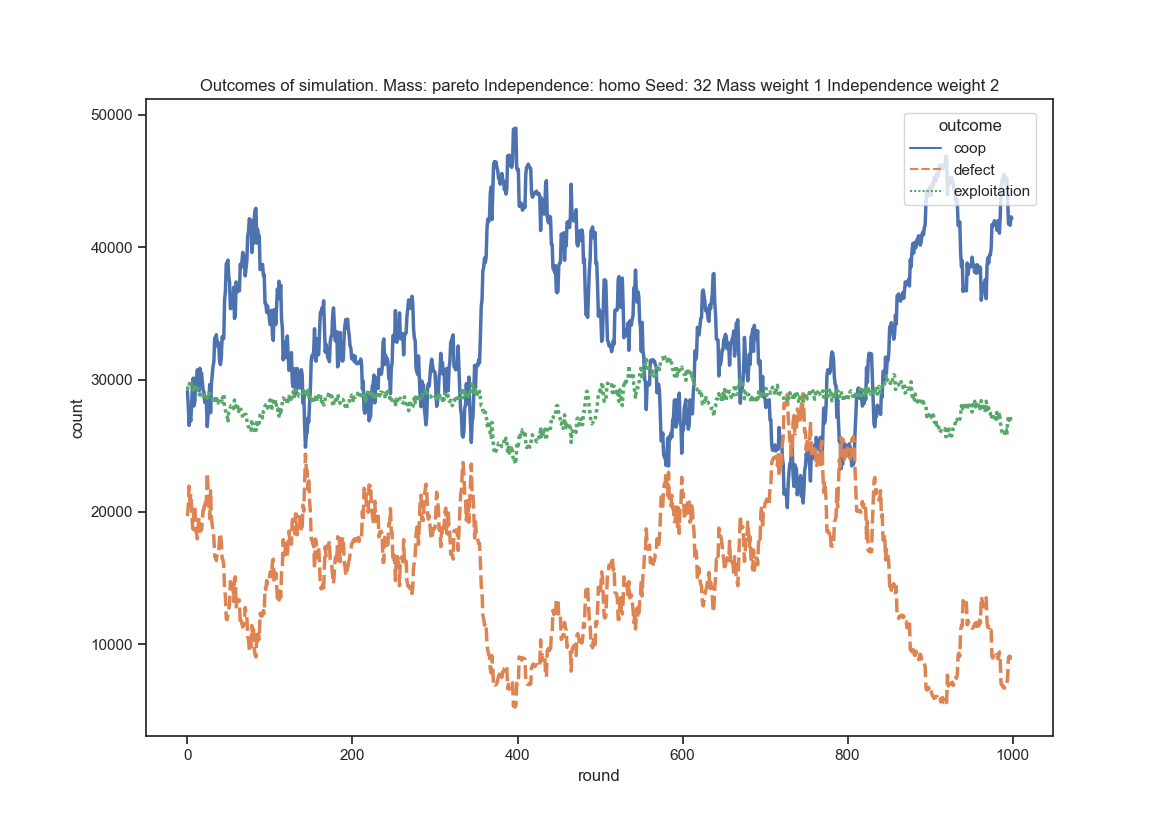 Outcomes of simulation. Mass: pareto Independence: homo Seed: 32 Mass weight 1 Independence weight 2
50000
40000
30000
20000
10000
count
outcome
coop
defect
exploitation
0
200
400
600
800
1000
round